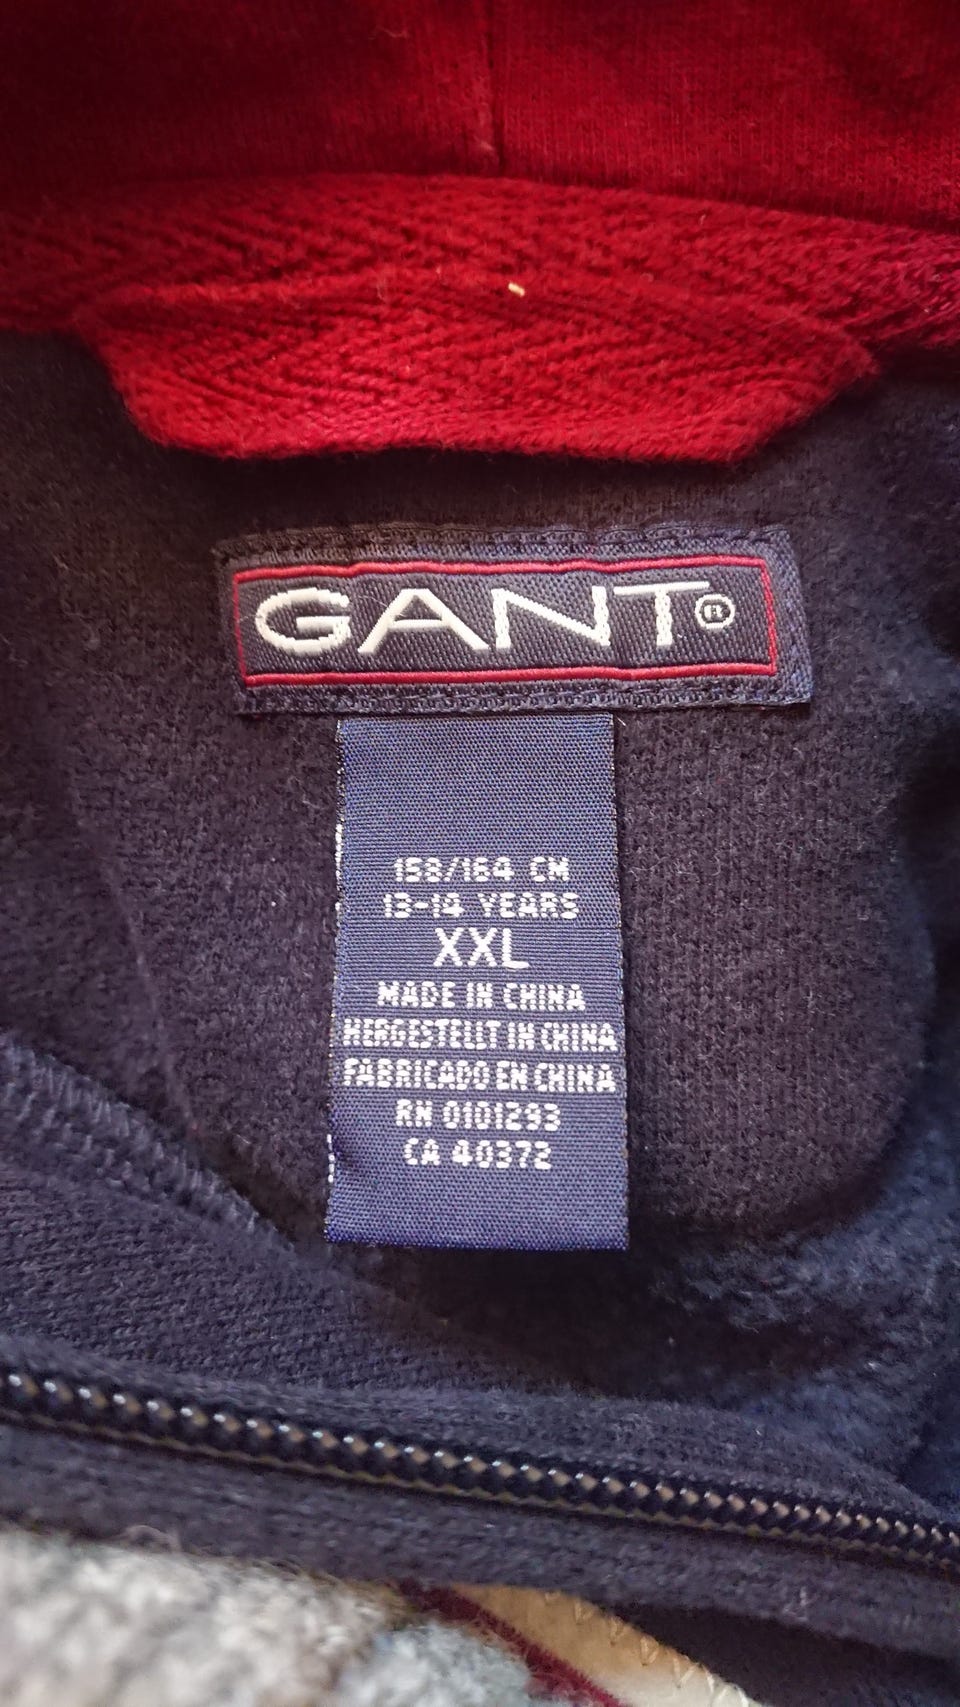 GANT®
158/164 CM
13-14 YEARS
XXL
MADE IN CHINA
HERGESTELLT IN CHINA
FABRICADO EN CHINA
RN 0101293
CA 40372